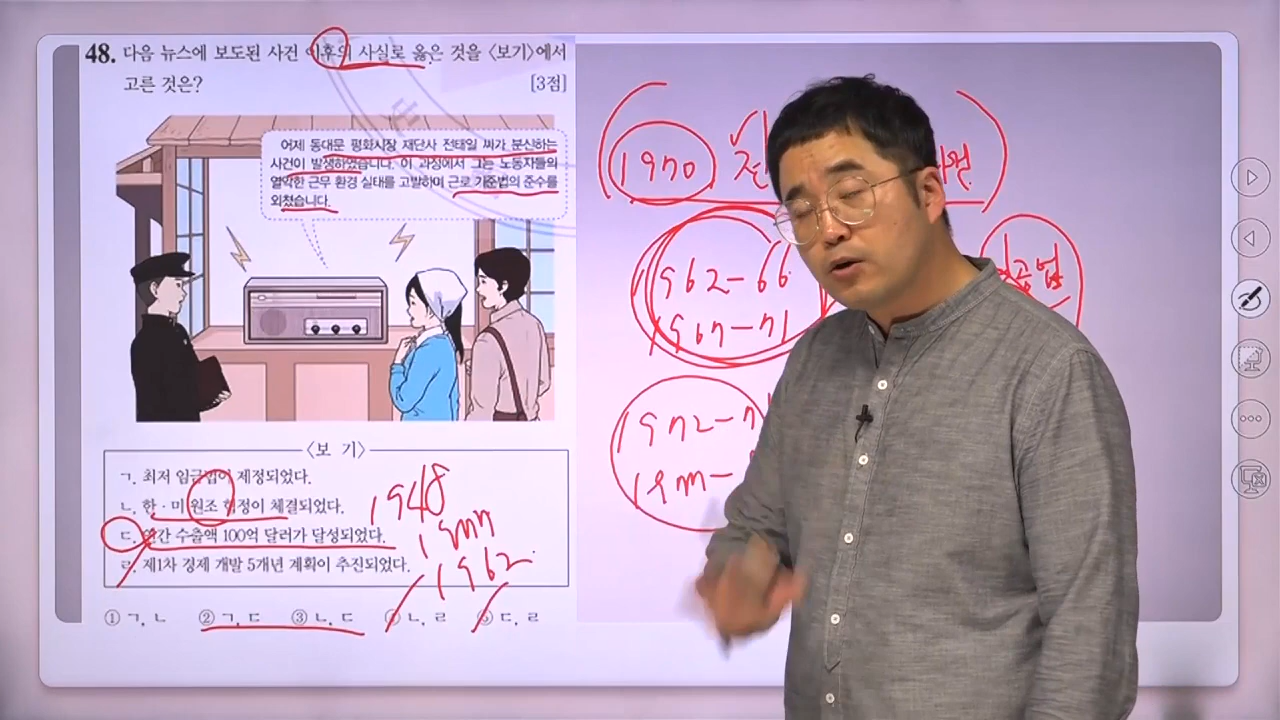 48. 다음 뉴스에 보도된 사건 이후의 사실로 옳은 것을 〈보기〉에서
고른 것은? [3점]
어제 동대문 평화시장 재단사 전태일 씨가 분신하는
사건이 발생하였습니다. 이 과정에서 그는 노동자들의
열악한 근무 환경 실태를 고발하며 근로 기준법의 준수를
외쳤습니다.
〈보 기〉
ㄱ. 최저 임금법이 제정되었다.
ㄴ. 한·미 원조 협정이 체결되었다.
ㄷ. 연간 수출액 100억 달러가 달성되었다.
ㄹ. 제1차 경제 개발 5개년 계획이 추진되었다.
① ㄱ, ㄴ ② ㄱ, ㄷ ③ ㄴ, ㄷ ④ ㄴ, ㄹ ⑤ ㄷ, ㄹ
1948
1977
1962
1970 전
1962-66
1967-71
1972-